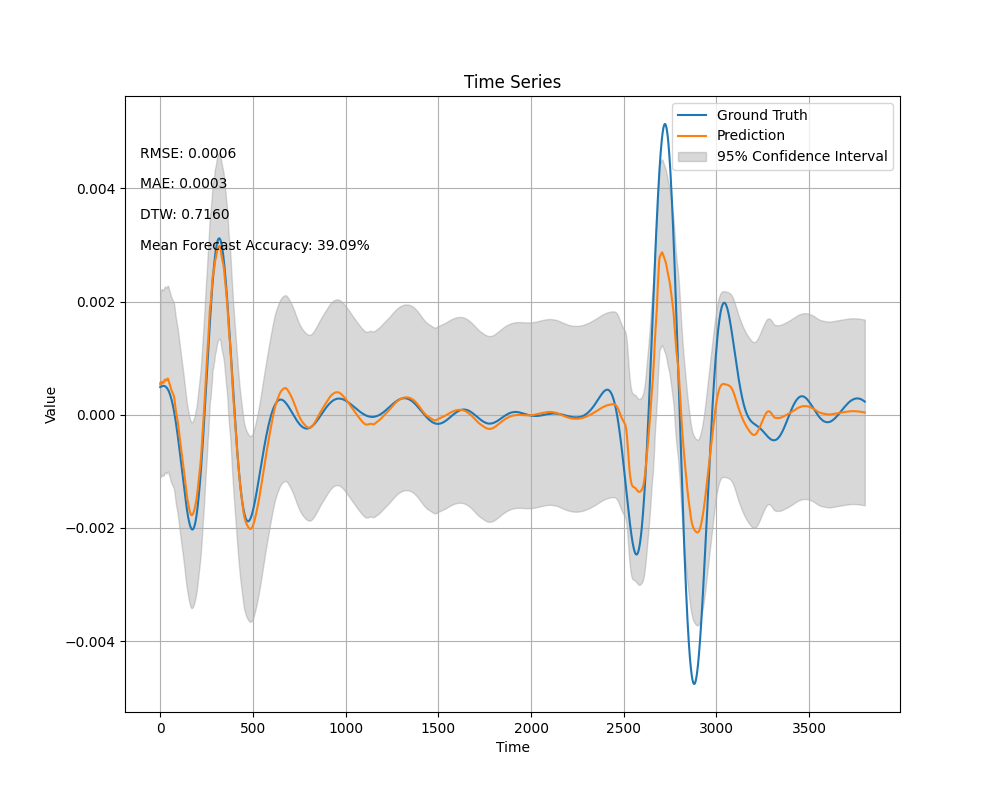 Time Series
Ground Truth
Prediction
95% Confidence Interval
RMSE: 0.0006
MAE: 0.0003
DTW: 0.7160
Mean Forecast Accuracy: 39.09%
Value
0.004
0.002
0.000
−0.002
−0.004
0 500 1000 1500 2000 2500 3000 3500
Time